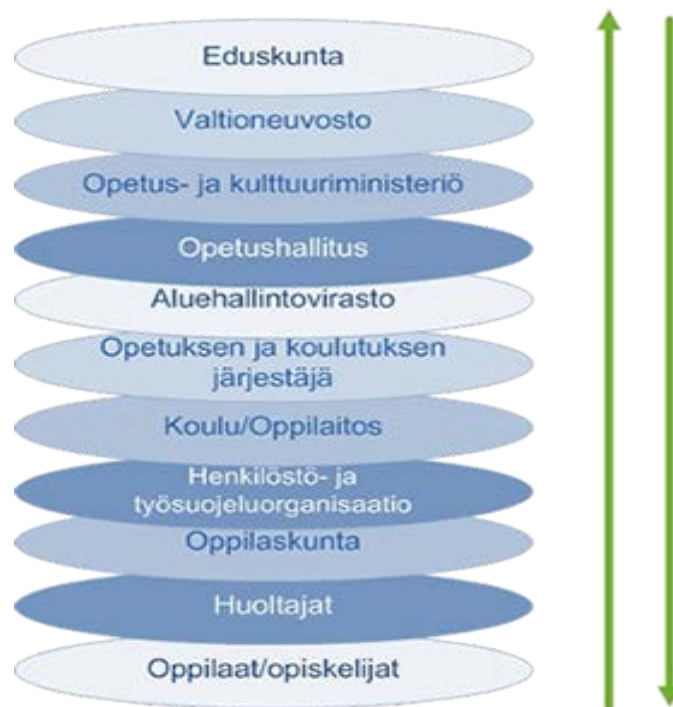 Eduskunta
Valtioneuvosto
Opetus- ja kulttuuriministeriö
Opetushallitus
Aluehallintovirasto
Opetuksen ja koulutuksen
järjestäjä
Koulu/Oppilaitos
Henkilöstö- ja
työsuojeluorganisaatio
Oppilaskunta
Huoltajat
Oppilaat/opiskelijat